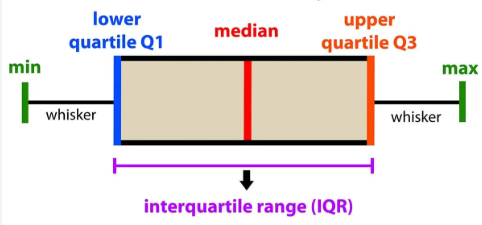 lower
quartile Q1
median
upper
quartile Q3
min
max
whisker
whisker
interquartile range (IQR)